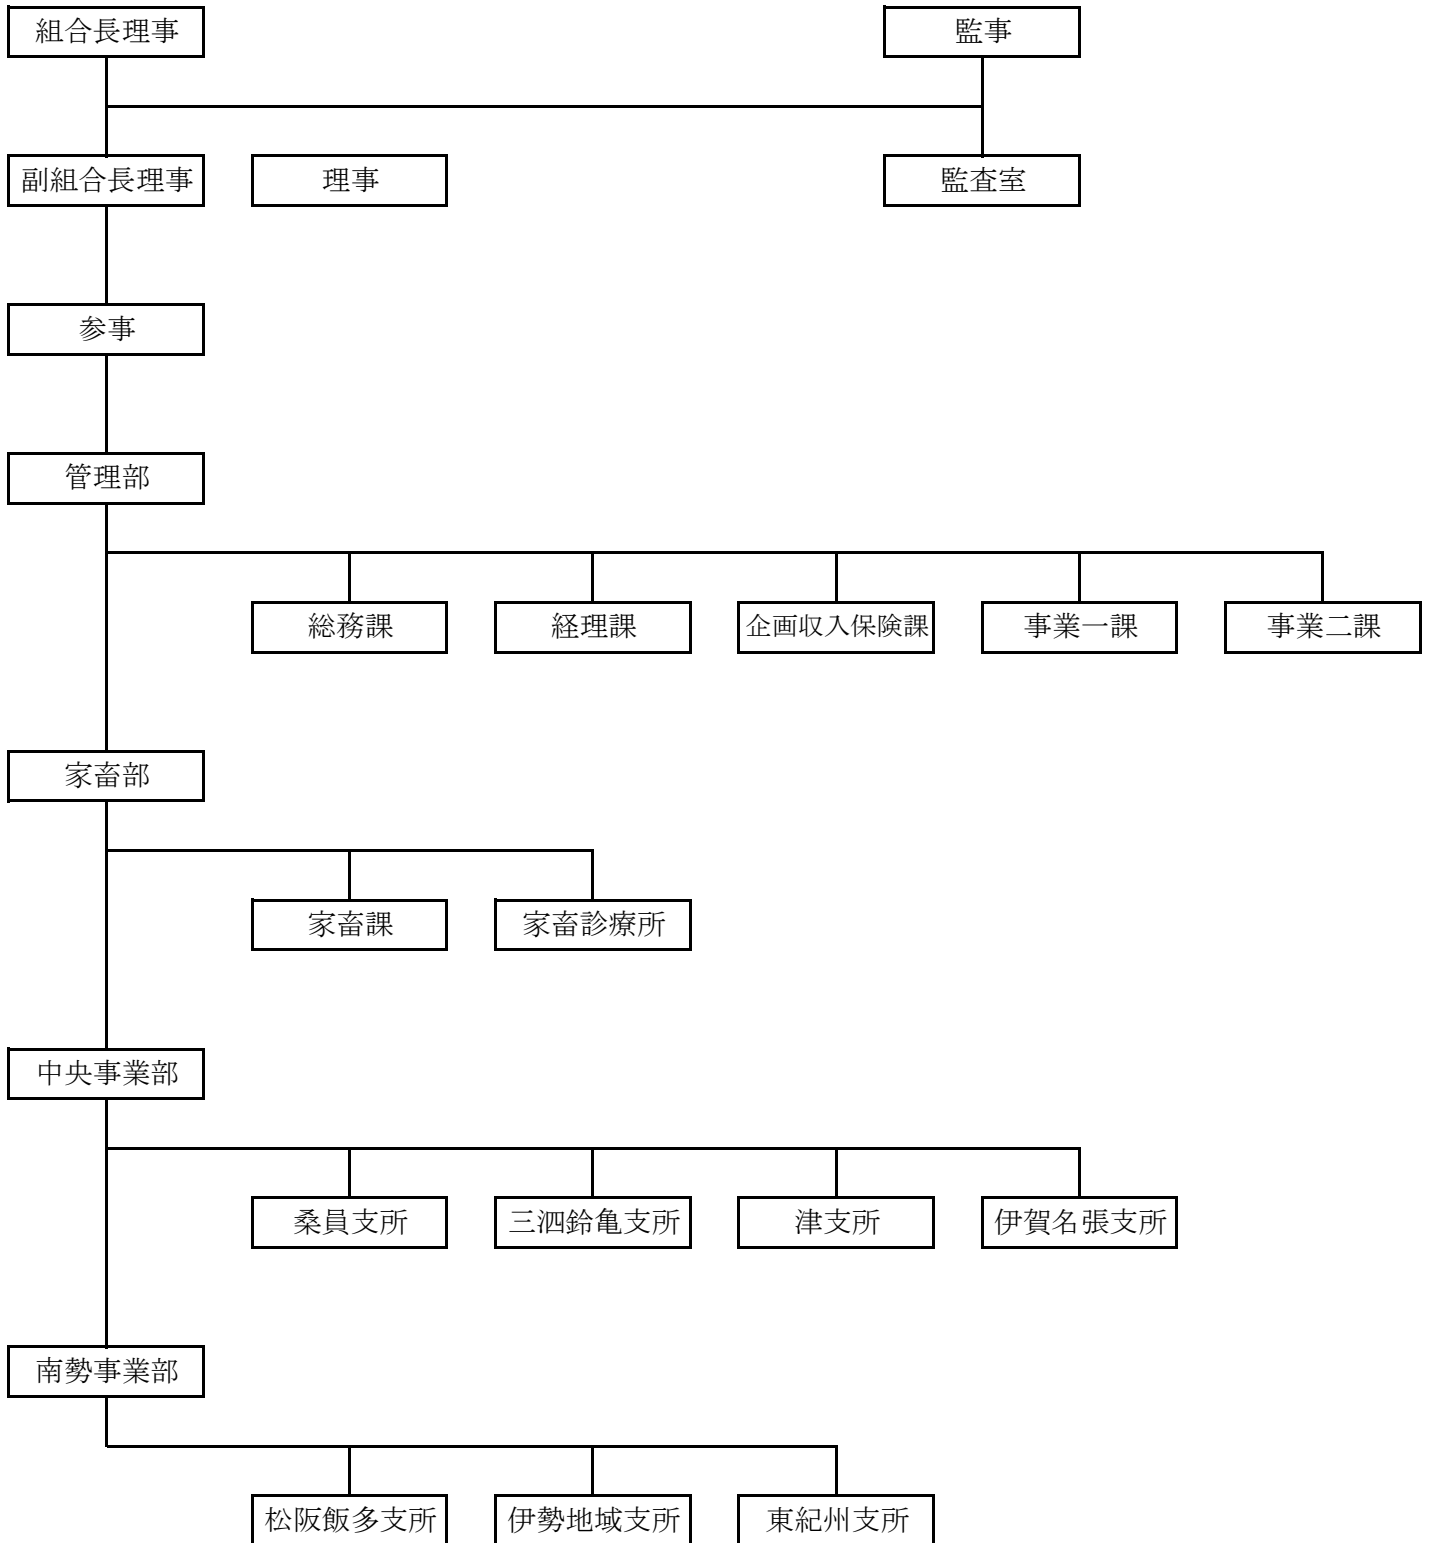 組合長理事
監事
副組合長理事
理事
監査室
参事
管理部
総務課
経理課
企画収入保険課
事業一課
事業二課
家畜部
家畜課
家畜診療所
中央事業部
桑員支所
三泗鈴亀支所
津支所
伊賀名張支所
南勢事業部
松阪飯多支所
伊勢地域支所
東紀州支所